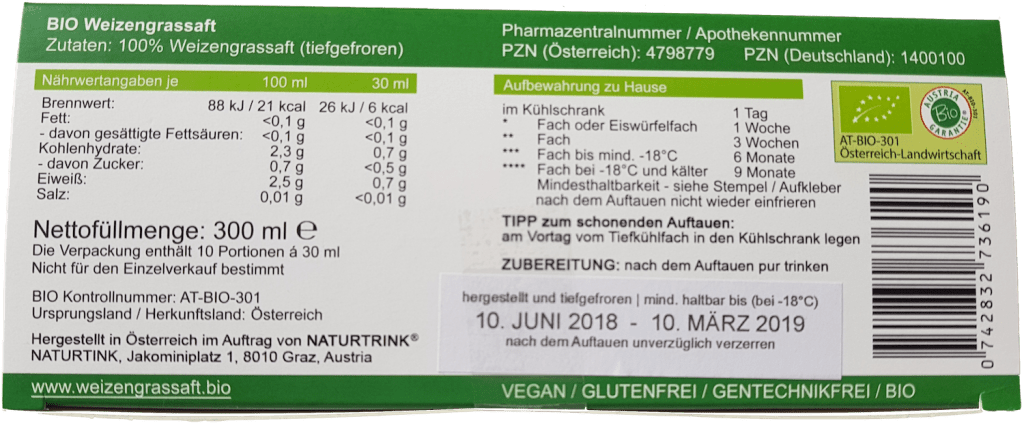 BIO Weizengrassaft
Zutaten: 100% Weizengrassaft (tiefgefroren)
Nährwertangaben je 100 ml 30 ml
Brennwert: 88 kJ / 21 kcal 26 kJ / 6 kcal
Fett: <0,1 g <0,1 g
- davon gesättigte Fettsäuren: <0,1 g <0,1 g
Kohlenhydrate: 2,3 g 0,7 g
- davon Zucker: 0,7 g <0,5 g
Eiweiß: 2,5 g 0,7 g
Salz: 0,01 g <0,01 g
Nettofüllmenge: 300 ml ℮
Die Verpackung enthält 10 Portionen á 30 ml
Nicht für den Einzelverkauf bestimmt
BIO Kontrollnummer: AT-BIO-301
Ursprungsland / Herkunftsland: Österreich
Hergestellt in Österreich im Auftrag von NATURTRINK®
NATURTINK, Jakominiplatz 1, 8010 Graz, Austria
www.weizengrassaft.bio
Pharmazentralnummer / Apothekennummer
PZN (Österreich): 4798779 PZN (Deutschland): 1400100
Aufbewahrung zu Hause
im Kühlschrank 1 Tag
* Fach oder Eiswürfelfach 1 Woche
** Fach 3 Wochen
*** Fach bis mind. -18°C 6 Monate
**** Fach bei -18°C und kälter 9 Monate
Mindesthaltbarkeit - siehe Stempel / Aufkleber
nach dem Auftauen nicht wieder einfrieren
TIPP zum schonenden Auftauen:
am Vortag vom Tiefkühlfach in den Kühlschrank legen
ZUBEREITUNG: nach dem Auftauen pur trinken
hergestellt und tiefgefroren | mind. haltbar bis (bei -18°C)
10. JUNI 2018 - 10. MÄRZ 2019
nach dem Auftauen unverzüglich verzerren
VEGAN / GLUTENFREI / GENTECHNIKFREI / BIO
AUSTRIA
Bio
GARANTIE
AT-BIO-301
AT-BIO-301
Österreich-Landwirtschaft
0 742832 736190